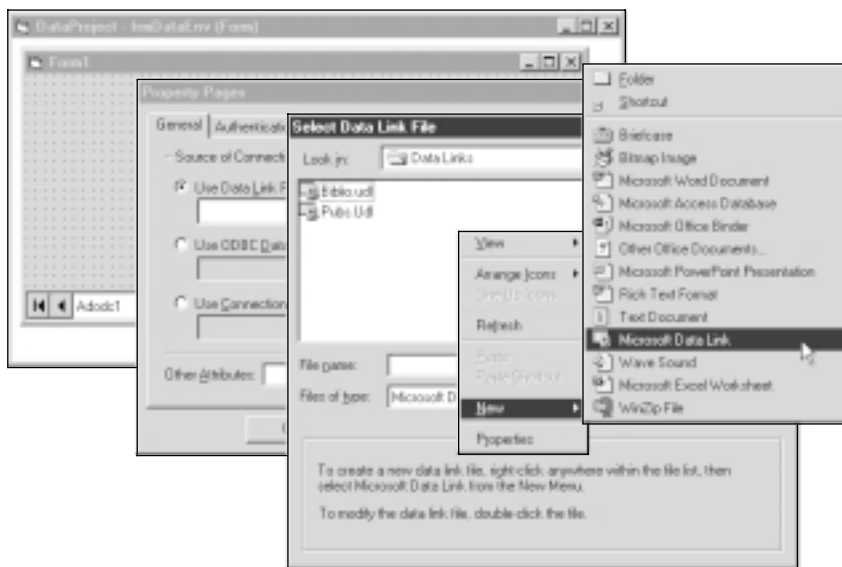 DataProject - frmDataEnv (Form)
Form1
Adodc1
Property Pages
General
Source of Connect
Use Data Link F
Use ODBC Data
Use Connection
Other Attributes:
Select Data Link File
Look in:
Data Links
Biblio.udl
Pubs.Udl
File name:
Files of type:
Microsoft D
To create a new data link file, right-click anywhere within the file list, then
select Microsoft Data Link from the New Menu.
To modify the data link file, double-click the file.
View
Arrange Icons
Line Up Icons
Refresh
Paste
Paste Shortcut
New
Properties
Folder
Shortcut
Briefcase
Bitmap Image
Microsoft Word Document
Microsoft Access Database
Microsoft Office Binder
Other Office Documents...
Microsoft PowerPoint Presentation
Rich Text Format
Text Document
Microsoft Data Link
Wave Sound
Microsoft Excel Worksheet
WinZip File